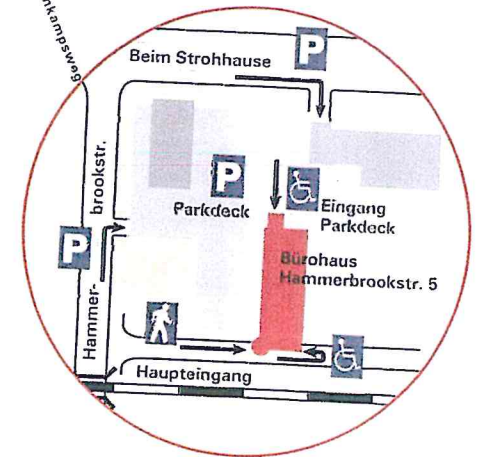 nkampsweg
P
Beim Strohhause
brookstr.
P
Parkdeck
Eingang
Parkdeck
P
Bürohaus
Hammerbrookstr. 5
Hammer-
Haupteingang